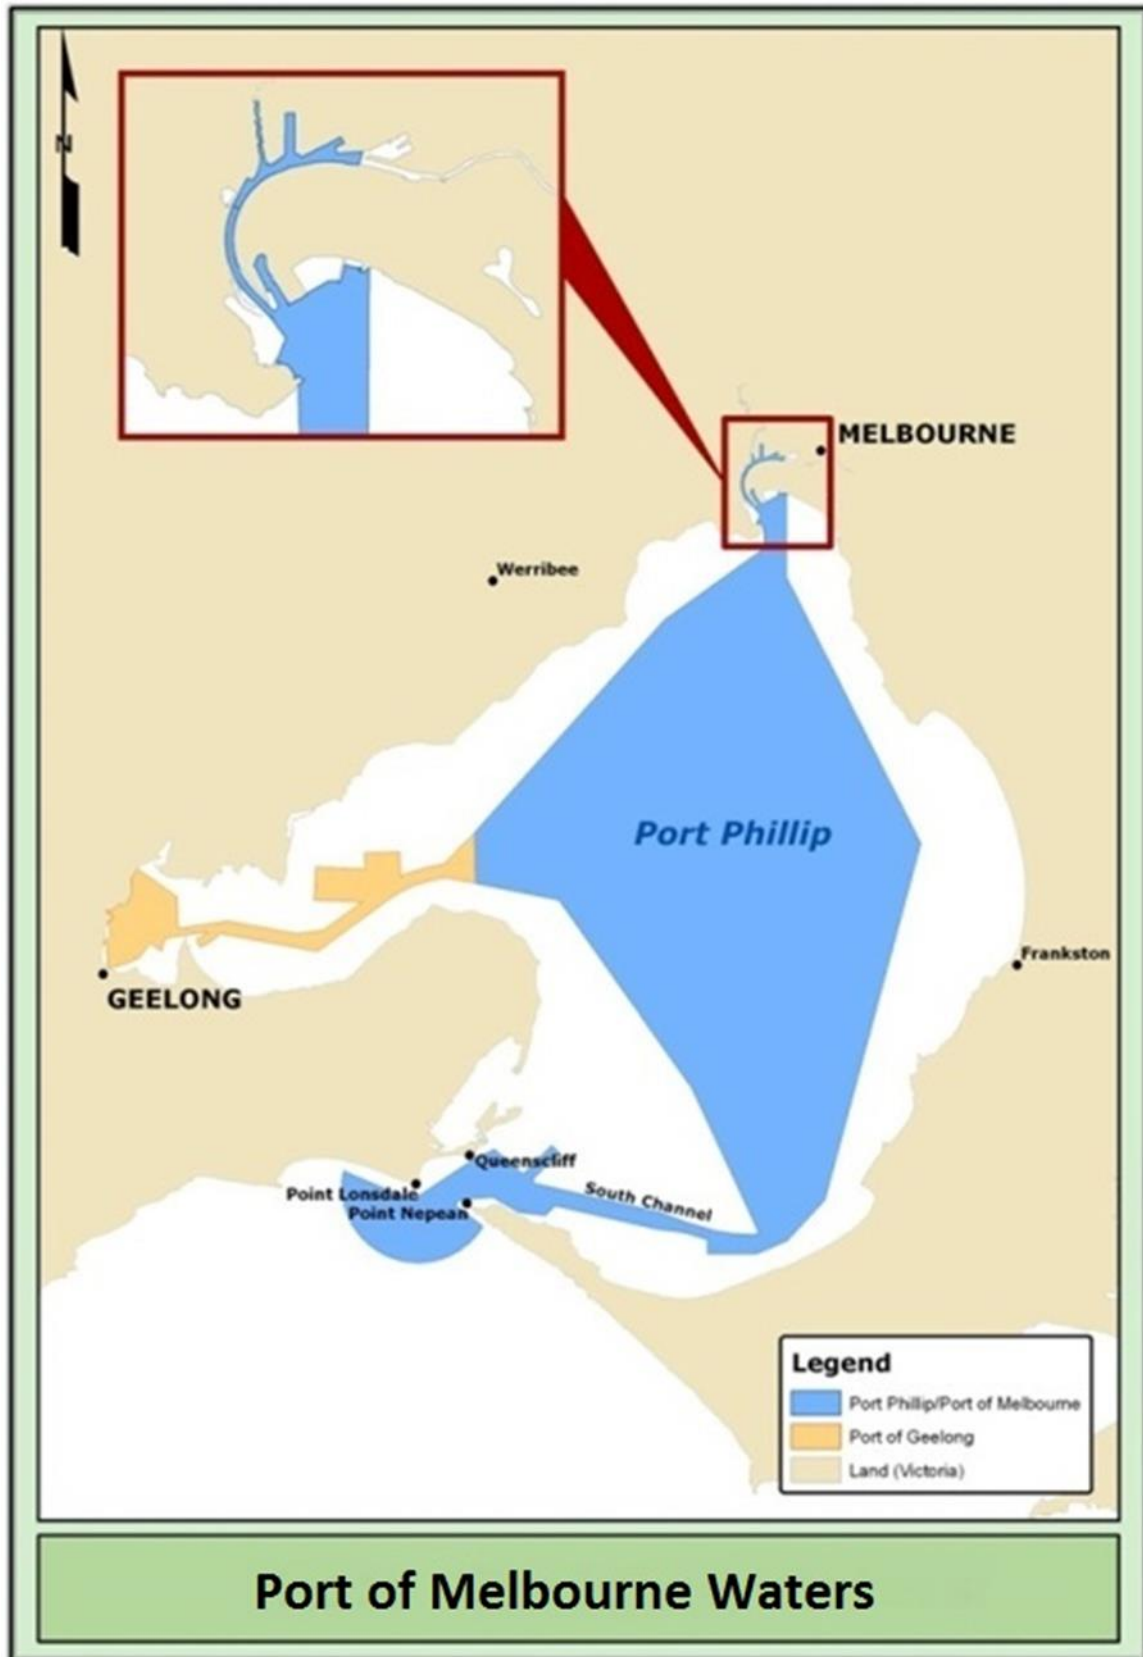 N
MELBOURNE
Werribee
Port Phillip
Frankston
GEELONG
Queenscliff
Point Lonsdale
South Channel
Point Nepean
Legend
Port Phillip/Port of Melbourne
Port of Geelong
Land (Victoria)
Port of Melbourne Waters